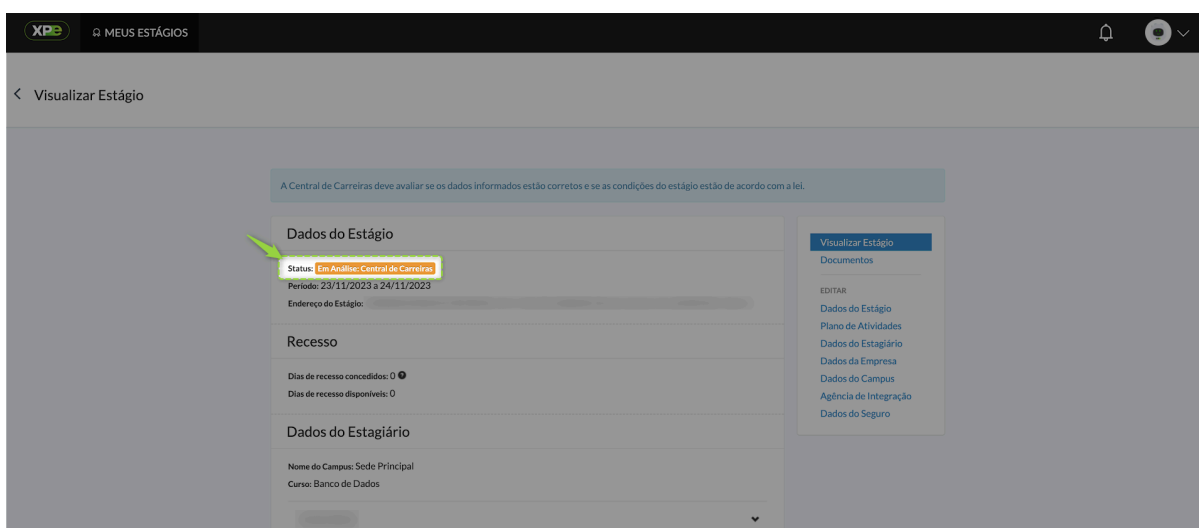 XPe
MEUS ESTÁGIOS
Visualizar Estágio
A Central de Carreiras deve avaliar se os dados informados estão corretos e se as condições do estágio estão de acordo com a lei.
Dados do Estágio
Status: Em Análise: Central de Carreiras
Período: 23/11/2023 a 24/11/2023
Endereço do Estágio:
Recesso
Dias de recesso concedidos: 0
Dias de recesso disponíveis: 0
Dados do Estagiário
Nome do Campus: Sede Principal
Curso: Banco de Dados
Visualizar Estágio
Documentos
EDITAR
Dados do Estágio
Plano de Atividades
Dados do Estagiário
Dados da Empresa
Dados do Campus
Agência de Integração
Dados do Seguro